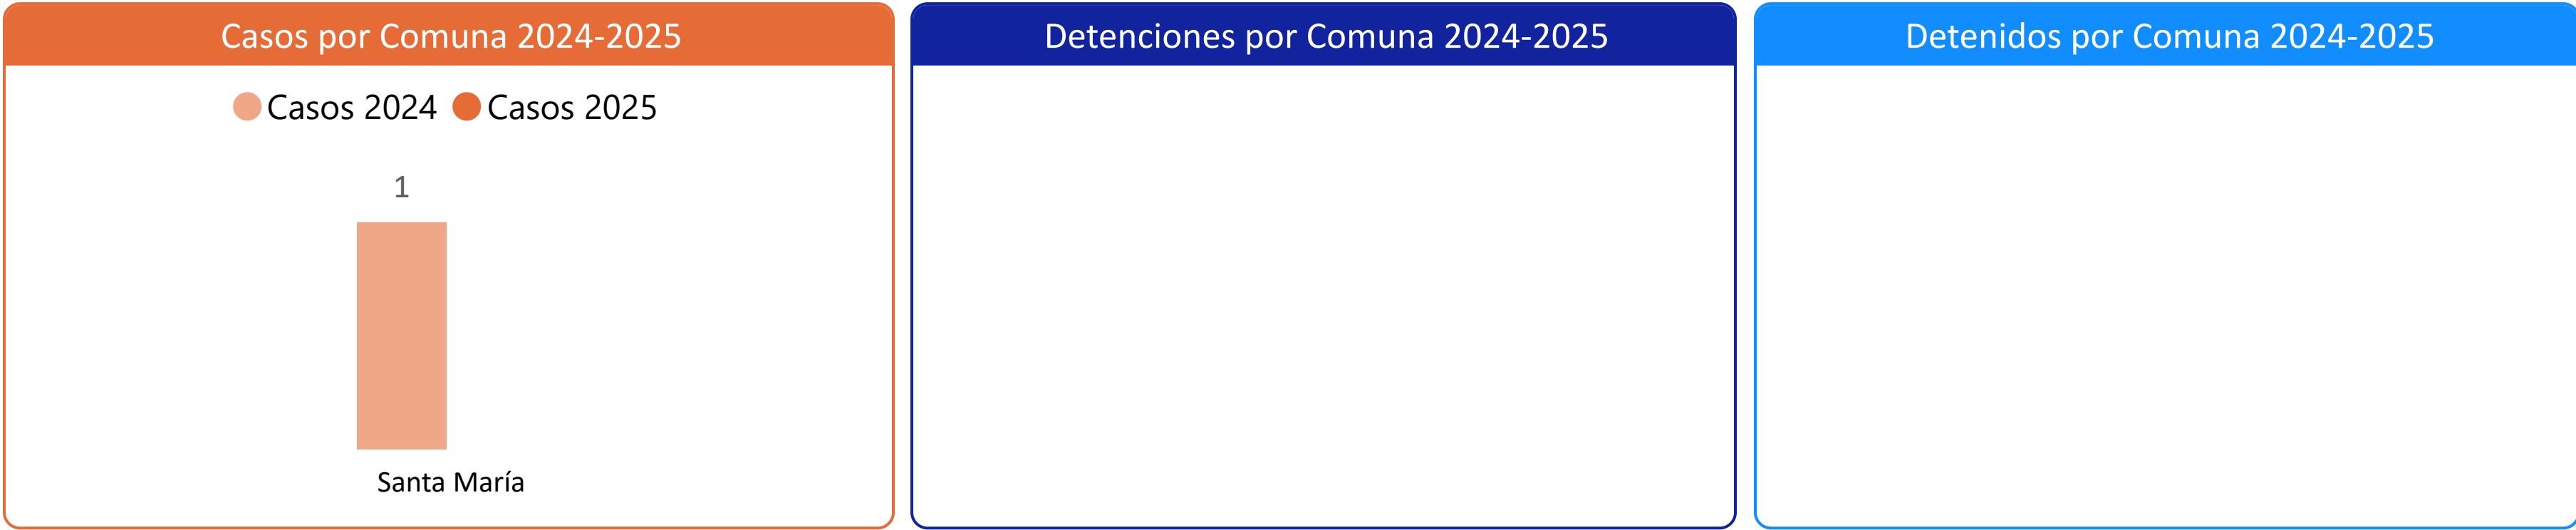 Casos por Comuna 2024-2025
Casos 2024 Casos 2025
1
Santa María
Detenciones por Comuna 2024-2025
Detenidos por Comuna 2024-2025